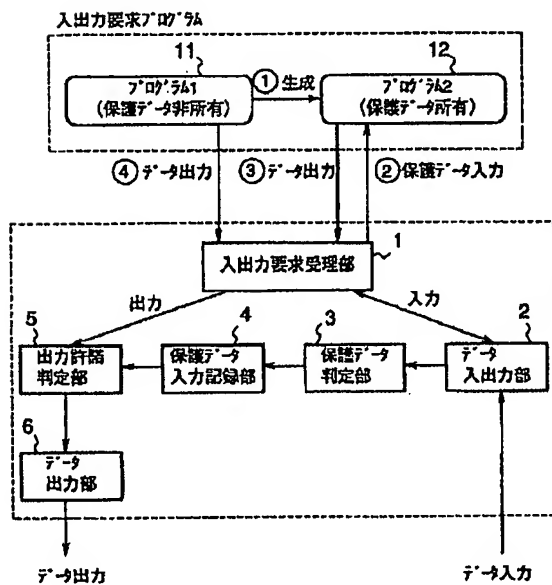 入出力要求プログラム
11
12
プログラム1
(保護データ非所有)
① 生成
プログラム2
(保護データ所有)
④ データ出力
③ データ出力
② 保護データ入力
1
入出力要求受理部
出力
入力
5
出力許諾
判定部
4
保護データ
入力記録部
3
保護データ
判定部
2
データ
入出力部
6
データ
出力部
データ出力
データ入力